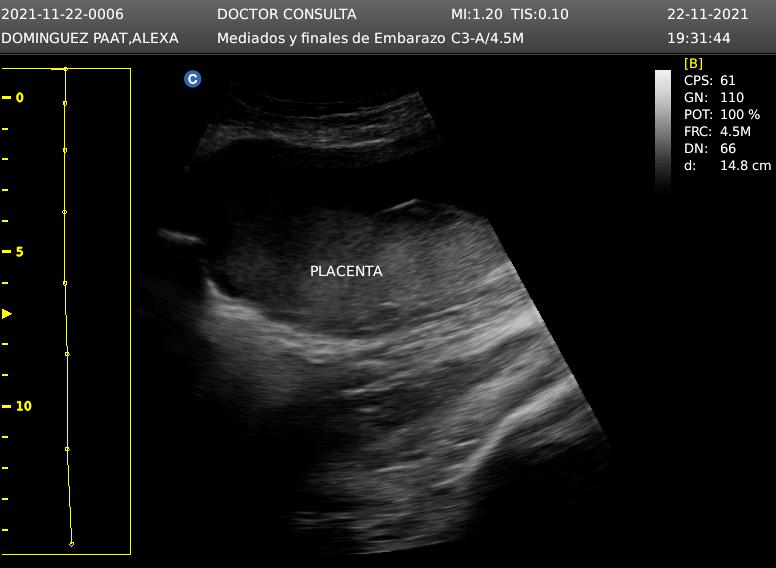 2021-11-22-0006 DOCTOR CONSULTA MI:1.20 TIS:0.10 22-11-2021
DOMINGUEZ PAAT,ALEXA Mediados y finales de Embarazo C3-A/4.5M 19:31:44
C
[B]
CPS: 61
GN: 110
POT: 100 %
FRC: 4.5M
DN: 66
d: 14.8 cm
0
5
PLACENTA
10